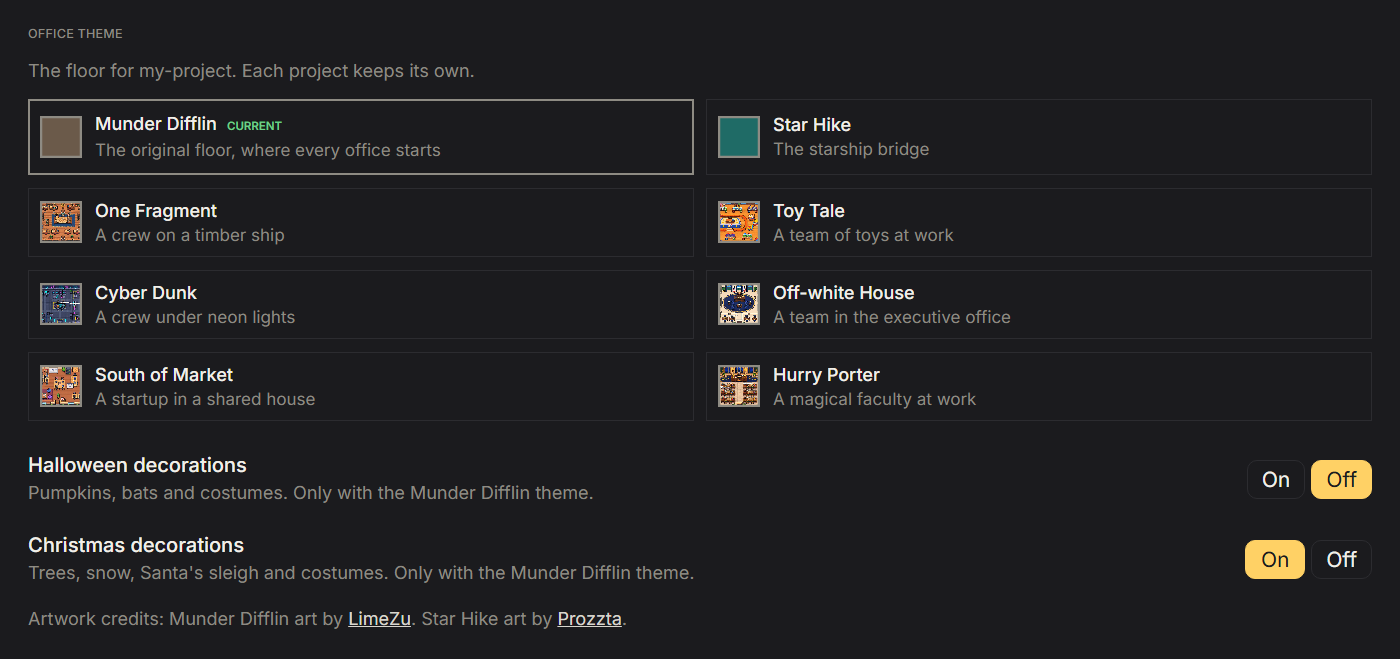 OFFICE THEME
The floor for my-project. Each project keeps its own.
Munder Difflin CURRENT
The original floor, where every office starts
Star Hike
The starship bridge
One Fragment
A crew on a timber ship
Toy Tale
A team of toys at work
Cyber Dunk
A crew under neon lights
Off-white House
A team in the executive office
South of Market
A startup in a shared house
Hurry Porter
A magical faculty at work
Halloween decorations
Pumpkins, bats and costumes. Only with the Munder Difflin theme.
On Off
Christmas decorations
Trees, snow, Santa's sleigh and costumes. Only with the Munder Difflin theme.
On Off
Artwork credits: Munder Difflin art by LimeZu. Star Hike art by Prozzta.